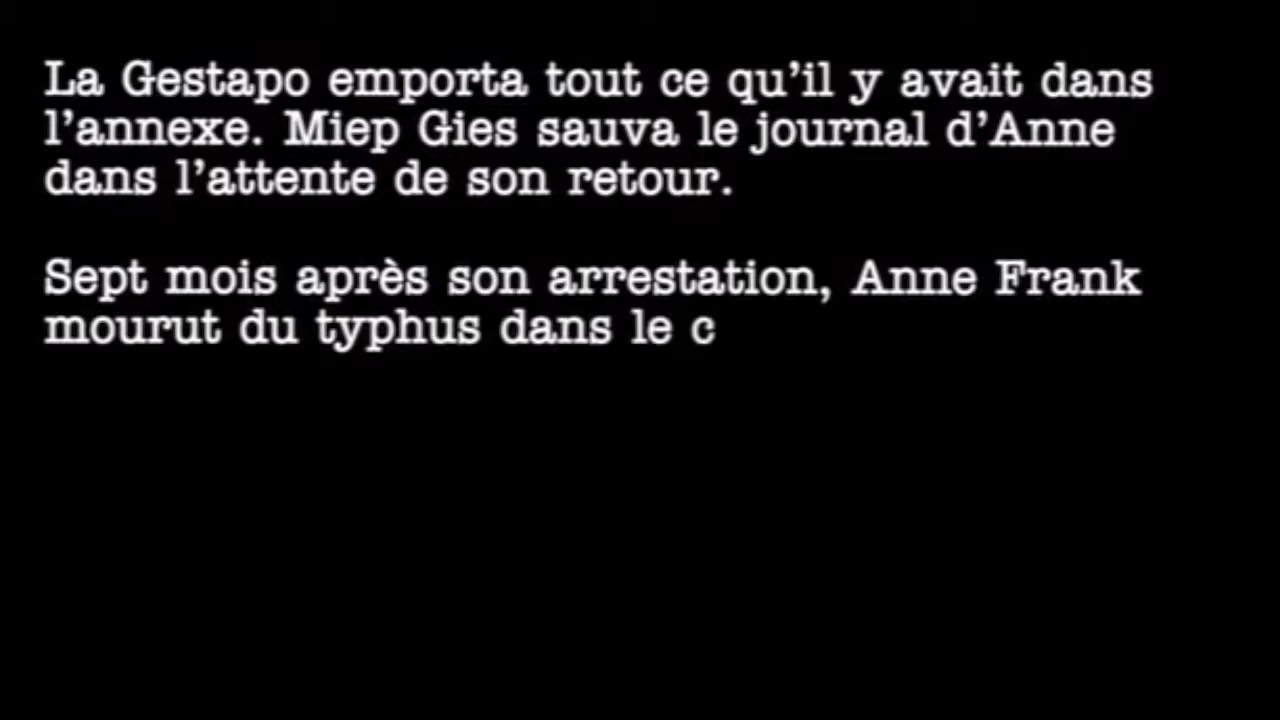 La Gestapo emporta tout ce qu’il y avait dans
l’annexe. Miep Gies sauva le journal d’Anne
dans l’attente de son retour.
Sept mois après son arrestation, Anne Frank
mourut du typhus dans le c